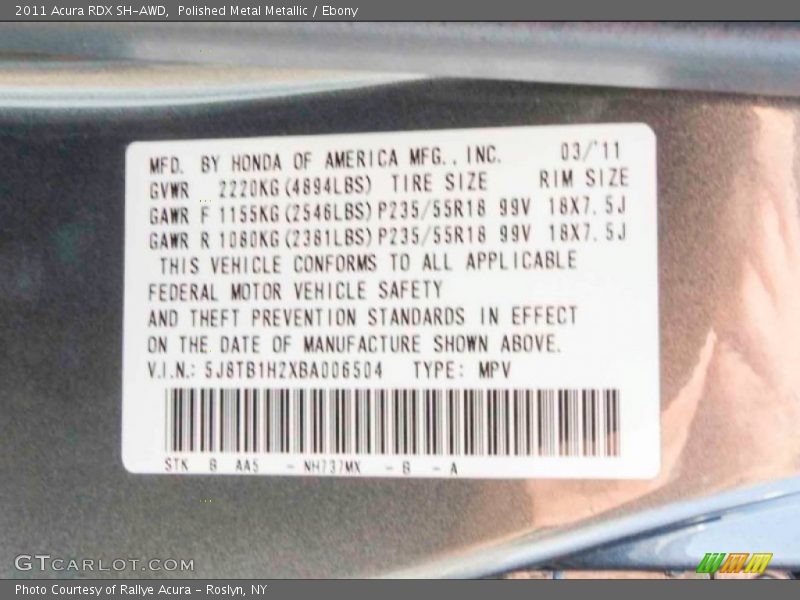 2011 Acura RDX SH-AWD,  Polished Metal Metallic / Ebony
MFD. BY HONDA OF AMERICA MFG., INC. 03/'11
GVWR 2220KG(4894LBS) TIRE SIZE RIM SIZE
GAWR F 1155KG(2546LBS) P235/55R18 99V 18X7.5J
GAWR R 1080KG(2381LBS) P235/55R18 99V 18X7.5J
THIS VEHICLE CONFORMS TO ALL APPLICABLE
FEDERAL MOTOR VEHICLE SAFETY
AND THEFT PREVENTION STANDARDS IN EFFECT
ON THE DATE OF MANUFACTURE SHOWN ABOVE.
V.I.N.: 5J8TB1H2XBA006504 TYPE: MPV
STK B AA5 - NH737MX - B - A
GTCARLOT.COM
Photo Courtesy of Rallye Acura - Roslyn, NY